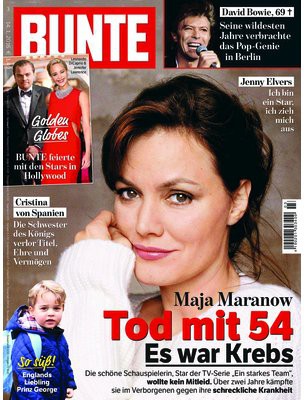 BUNTE
David Bowie, 69 †
Seine wildesten
Jahre verbrachte
das Pop-Genie
in Berlin
Jenny Elvers
Ich bin
ein Star,
ich zieh
mich
aus
Leonardo
DiCaprio &
Jennifer
Lawrence
Golden
Globes
BUNTE feierte
mit den Stars in
Hollywood
Cristina
von Spanien
Die Schwester
des Königs
verlor Titel,
Ehre und
Vermögen
Maja Maranow
Tod mit 54
Es war Krebs
Die schöne Schauspielerin, Star der TV-Serie „Ein starkes Team“,
wollte kein Mitleid. Über zwei Jahre kämpfte
sie im Verborgenen gegen ihre schreckliche Krankheit
So süß!
Englands
Liebling
Prinz George